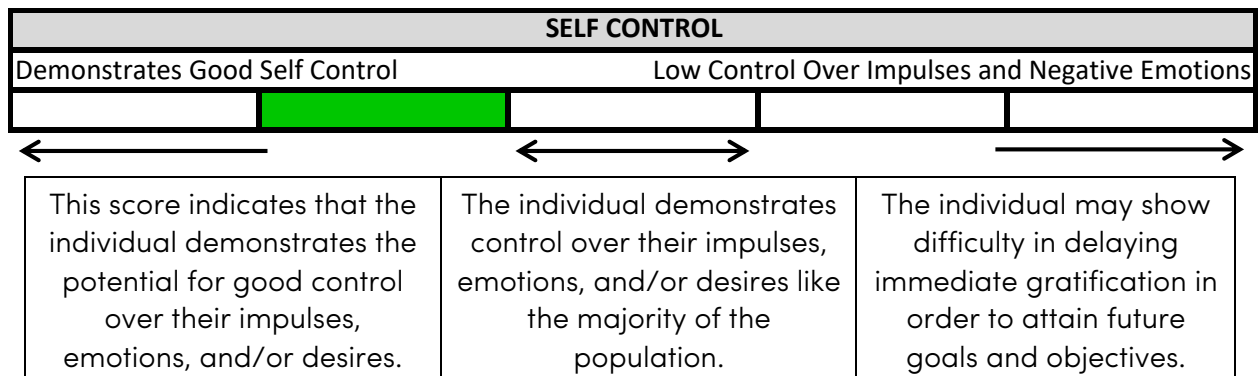 SELF CONTROL
Demonstrates Good Self Control
Low Control Over Impulses and Negative Emotions
This score indicates that the
individual demonstrates the
potential for good control
over their impulses,
emotions, and/or desires.
The individual demonstrates
control over their impulses,
emotions, and/or desires like
the majority of the
population.
The individual may show
difficulty in delaying
immediate gratification in
order to attain future
goals and objectives.